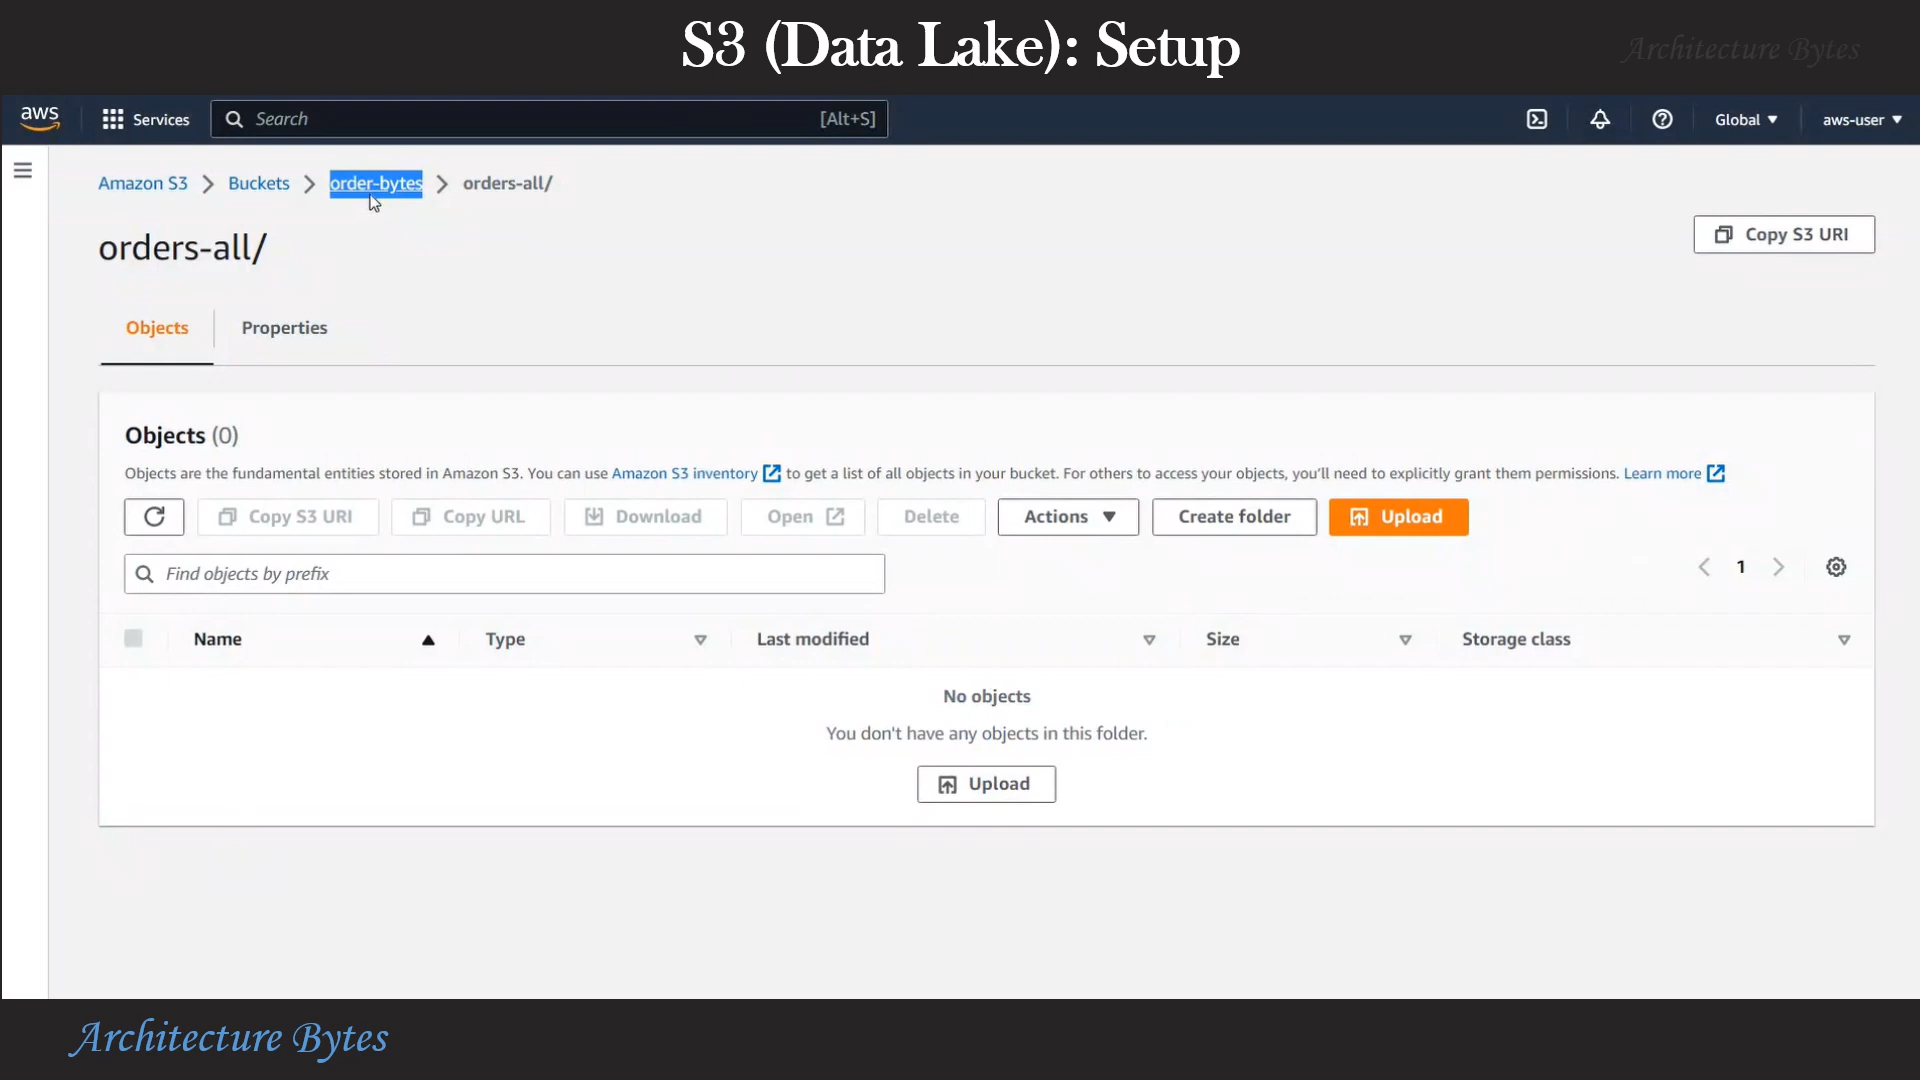 S3 (Data Lake): Setup
Architecture Bytes
aws
Services
Search
[Alt+S]
Global
aws-user
Amazon S3
Buckets
order-bytes
orders-all/
orders-all/
Copy S3 URI
Objects
Properties
Objects (0)
Objects are the fundamental entities stored in Amazon S3. You can use Amazon S3 inventory to get a list of all objects in your bucket. For others to access your objects, you'll need to explicitly grant them permissions. Learn more
Copy S3 URI
Copy URL
Download
Open
Delete
Actions
Create folder
Upload
Find objects by prefix
1
Name
Type
Last modified
Size
Storage class
No objects
You don't have any objects in this folder.
Upload
Architecture Bytes